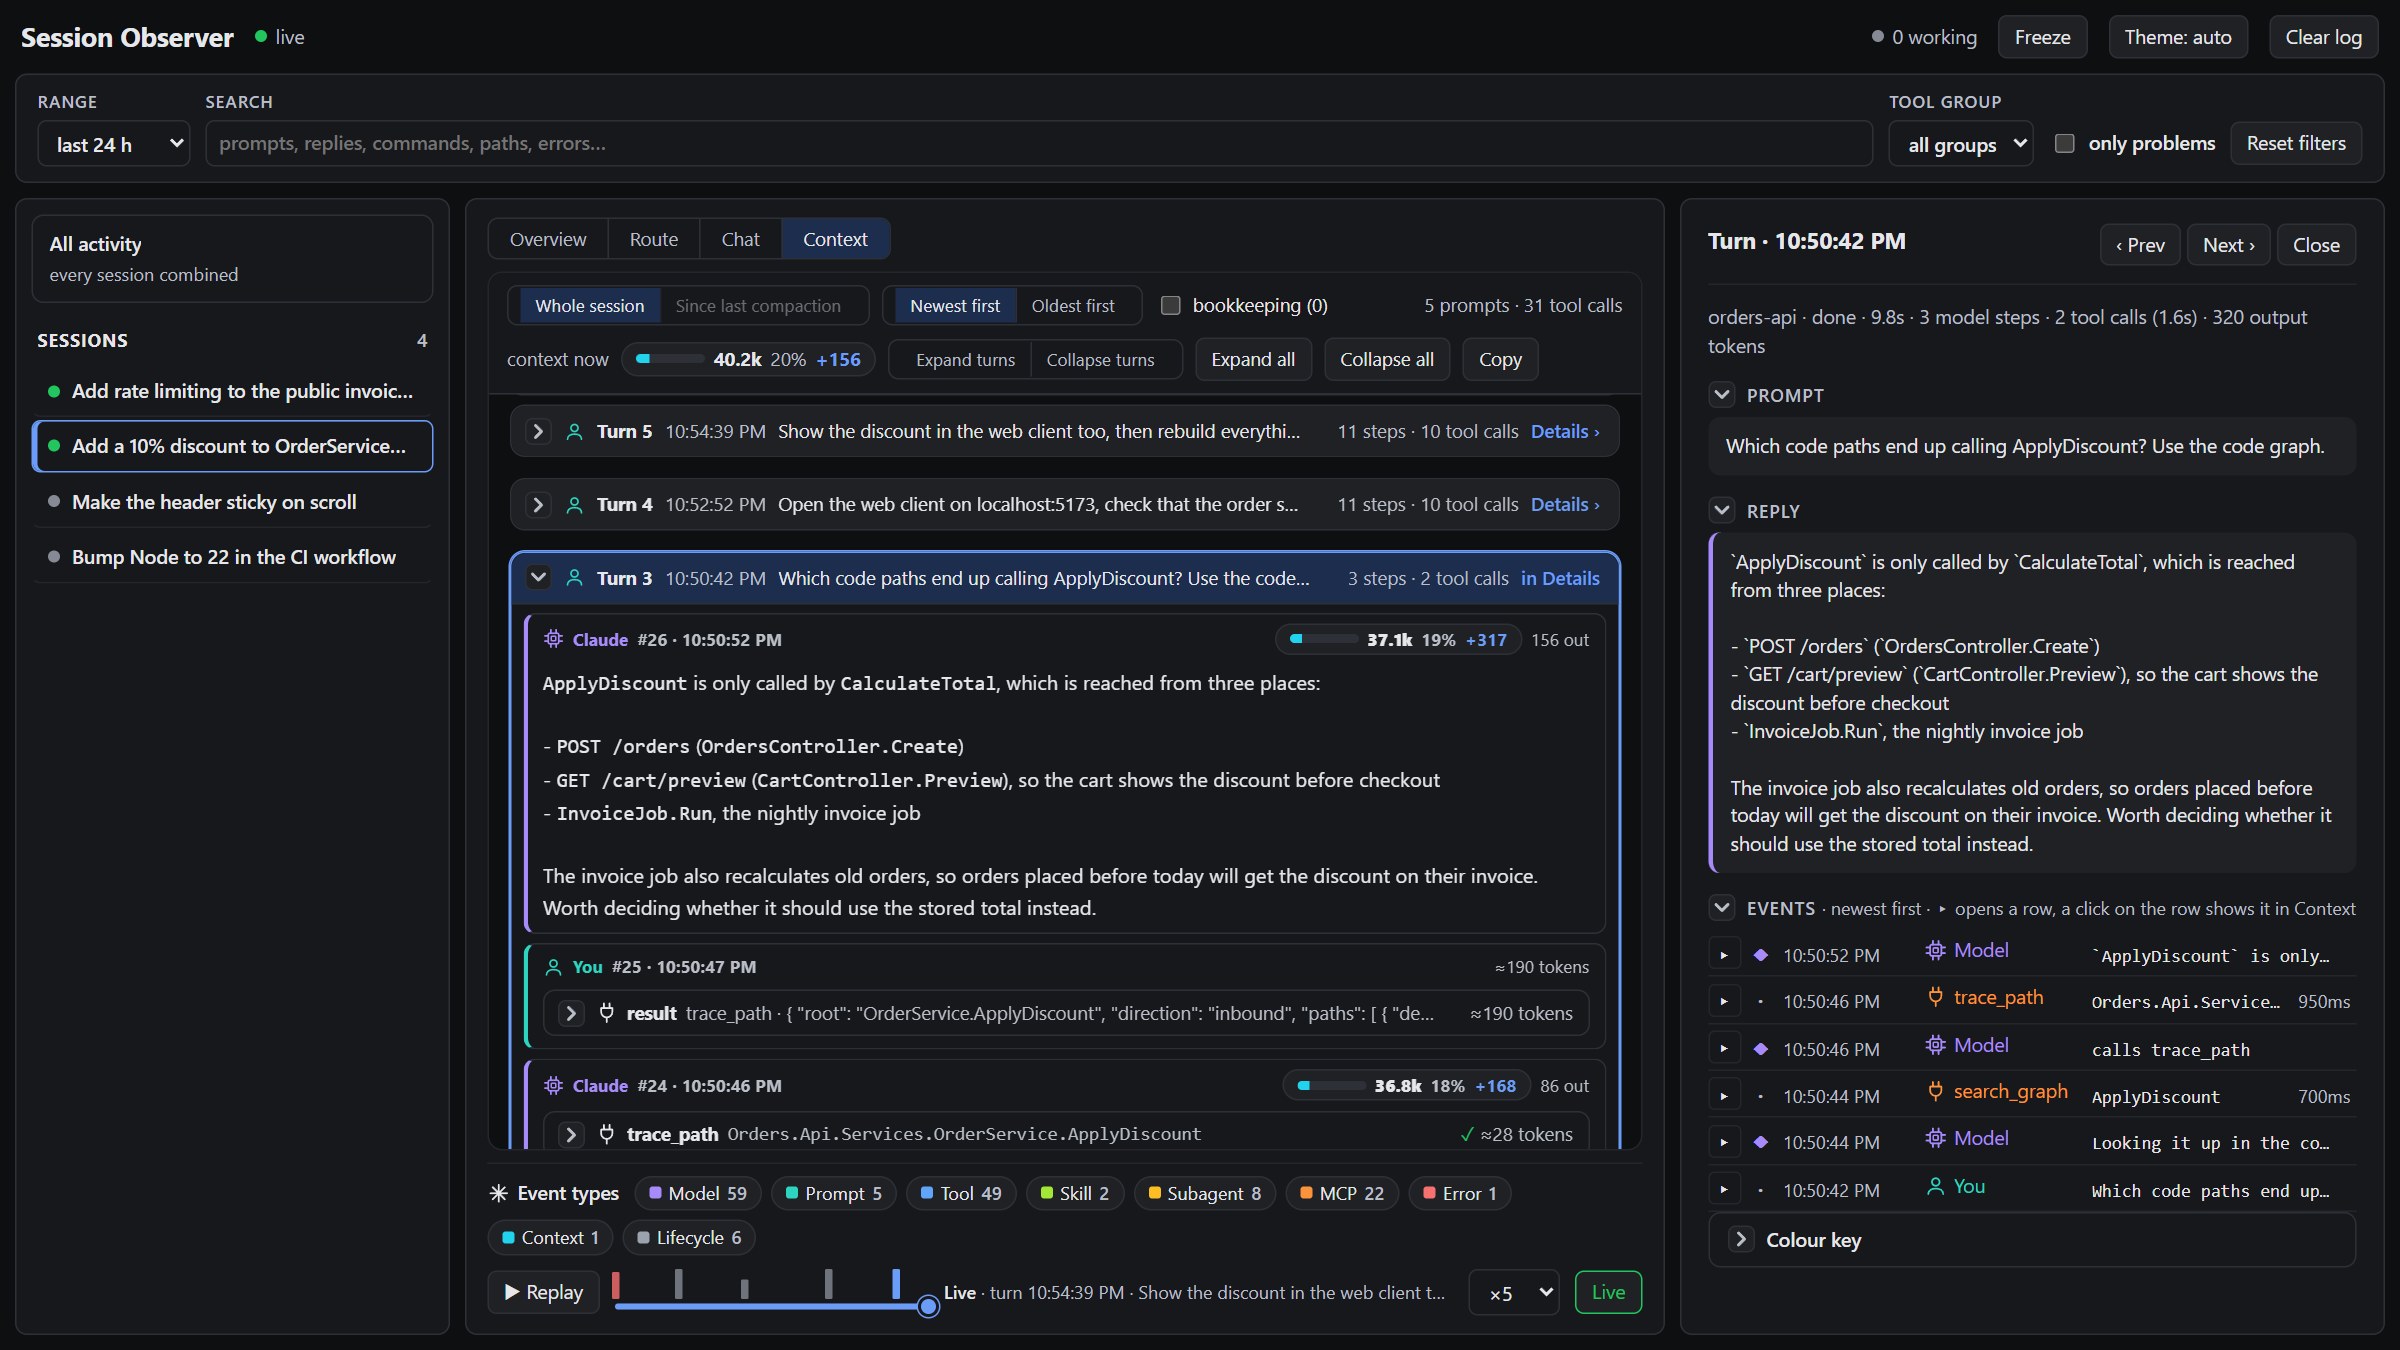 Session Observer
live
0 working
Freeze
Theme: auto
Clear log
RANGE
SEARCH
TOOL GROUP
last 24 h
prompts, replies, commands, paths, errors...
all groups
only problems
Reset filters
All activity
every session combined
SESSIONS
4
Add rate limiting to the public invoic...
Add a 10% discount to OrderService...
Make the header sticky on scroll
Bump Node to 22 in the CI workflow
Overview
Route
Chat
Context
Whole session
Since last compaction
Newest first
Oldest first
bookkeeping (0)
5 prompts · 31 tool calls
context now
40.2k 20% +156
Expand turns
Collapse turns
Expand all
Collapse all
Copy
Turn 5 10:54:39 PM Show the discount in the web client too, then rebuild everythi... 11 steps · 10 tool calls Details ›
Turn 4 10:52:52 PM Open the web client on localhost:5173, check that the order s... 11 steps · 10 tool calls Details ›
Turn 3 10:50:42 PM Which code paths end up calling ApplyDiscount? Use the code... 3 steps · 2 tool calls in Details
Claude #26 · 10:50:52 PM 37.1k 19% +317 156 out
ApplyDiscount is only called by CalculateTotal, which is reached from three places:
- POST /orders (OrdersController.Create)
- GET /cart/preview (CartController.Preview), so the cart shows the discount before checkout
- InvoiceJob.Run, the nightly invoice job
The invoice job also recalculates old orders, so orders placed before today will get the discount on their invoice.
Worth deciding whether it should use the stored total instead.
You #25 · 10:50:47 PM ≈190 tokens
result trace_path · { "root": "OrderService.ApplyDiscount", "direction": "inbound", "paths": [ { "de... ≈190 tokens
Claude #24 · 10:50:46 PM 36.8k 18% +168 86 out
trace_path Orders.Api.Services.OrderService.ApplyDiscount ✓ ≈28 tokens
Event types
Model 59
Prompt 5
Tool 49
Skill 2
Subagent 8
MCP 22
Error 1
Context 1
Lifecycle 6
Replay
Live · turn 10:54:39 PM · Show the discount in the web client t...
×5
Live
Turn · 10:50:42 PM
‹ Prev
Next ›
Close
orders-api · done · 9.8s · 3 model steps · 2 tool calls (1.6s) · 320 output
tokens
PROMPT
Which code paths end up calling ApplyDiscount? Use the code graph.
REPLY
`ApplyDiscount` is only called by `CalculateTotal`, which is reached
from three places:
- `POST /orders` (`OrdersController.Create`)
- `GET /cart/preview` (`CartController.Preview`), so the cart shows the
discount before checkout
- `InvoiceJob.Run`, the nightly invoice job
The invoice job also recalculates old orders, so orders placed before
today will get the discount on their invoice. Worth deciding whether it
should use the stored total instead.
EVENTS · newest first · ▸ opens a row, a click on the row shows it in Context
10:50:52 PM Model `ApplyDiscount` is only…
10:50:46 PM trace_path Orders.Api.Service… 950ms
10:50:46 PM Model calls trace_path
10:50:44 PM search_graph ApplyDiscount 700ms
10:50:44 PM Model Looking it up in the co…
10:50:42 PM You Which code paths end up…
Colour key